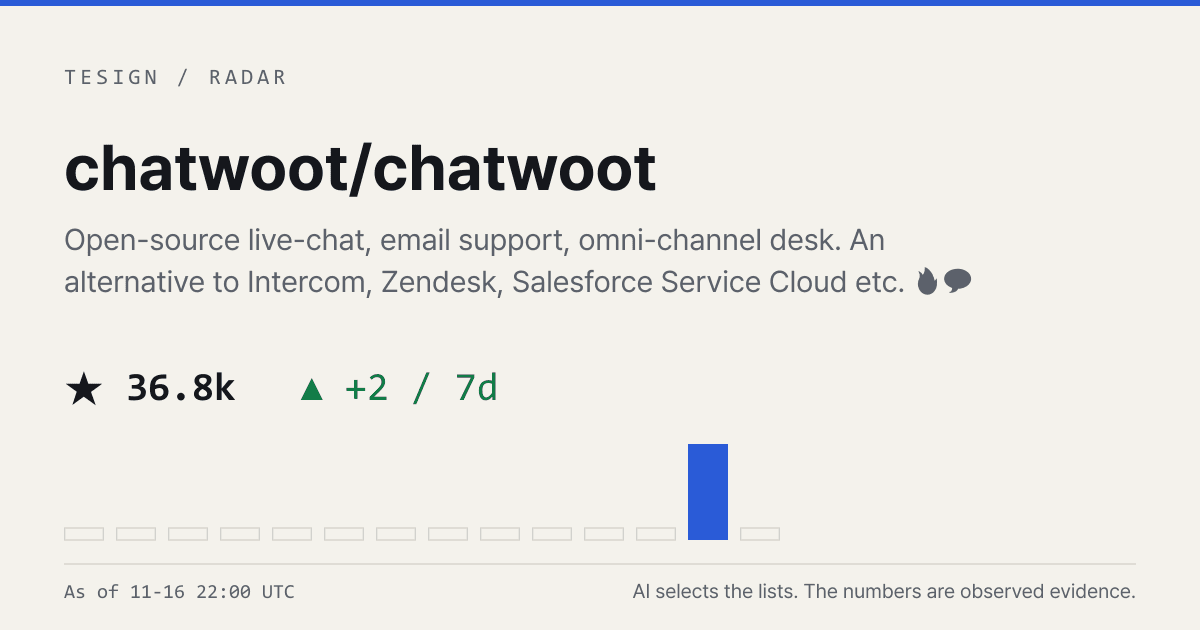 TESIGN / RADAR
chatwoot/chatwoot
Open-source live-chat, email support, omni-channel desk. An
alternative to Intercom, Zendesk, Salesforce Service Cloud etc. 🔥💬
★ 36.8k ▲ +2 / 7d
As of 11-16 22:00 UTC
AI selects the lists. The numbers are observed evidence.